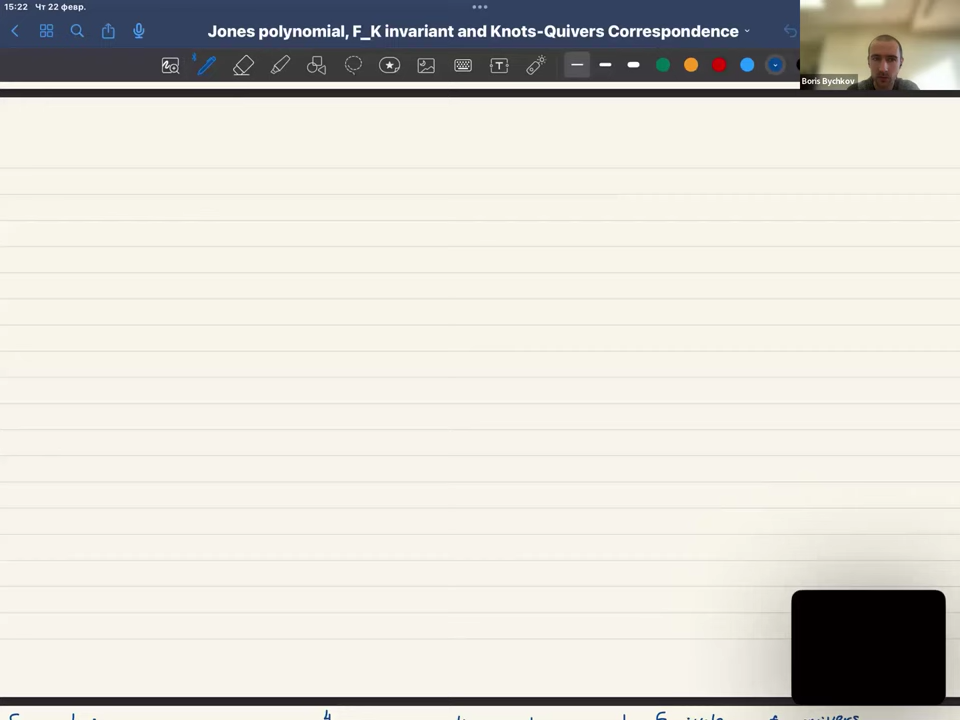 15:22 Чт 22 февр.
Jones polynomial, F_K invariant and Knots-Quivers Correspondence
Boris Bychkov